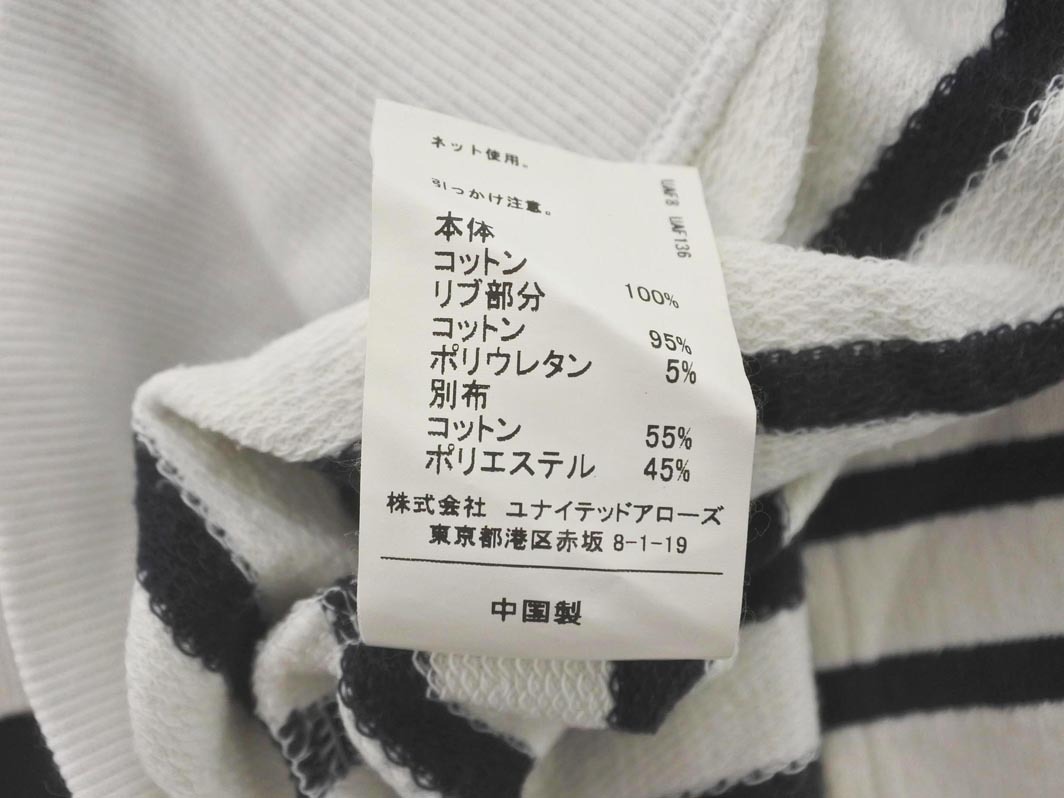 ネット使用。
引っかけ注意。
UAF8 UAF136
本体
コットン 100%
リブ部分
コットン 95%
ポリウレタン 5%
別布
コットン 55%
ポリエステル 45%
株式会社 ユナイテッドアローズ
東京都港区赤坂 8-1-19
中国製